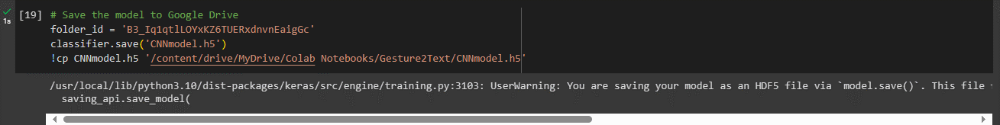 [19] # Save the model to Google Drive
1s
folder_id = 'B3_Iq1qtlLOYxKZ6TUERxdnvnEaigGc'
classifier.save('CNNmodel.h5')
!cp CNNmodel.h5 '/content/drive/MyDrive/Colab Notebooks/Gesture2Text/CNNmodel.h5'
/usr/local/lib/python3.10/dist-packages/keras/src/engine/training.py:3103: UserWarning: You are saving your model as an HDF5 file via `model.save()`. This file
saving_api.save_model(